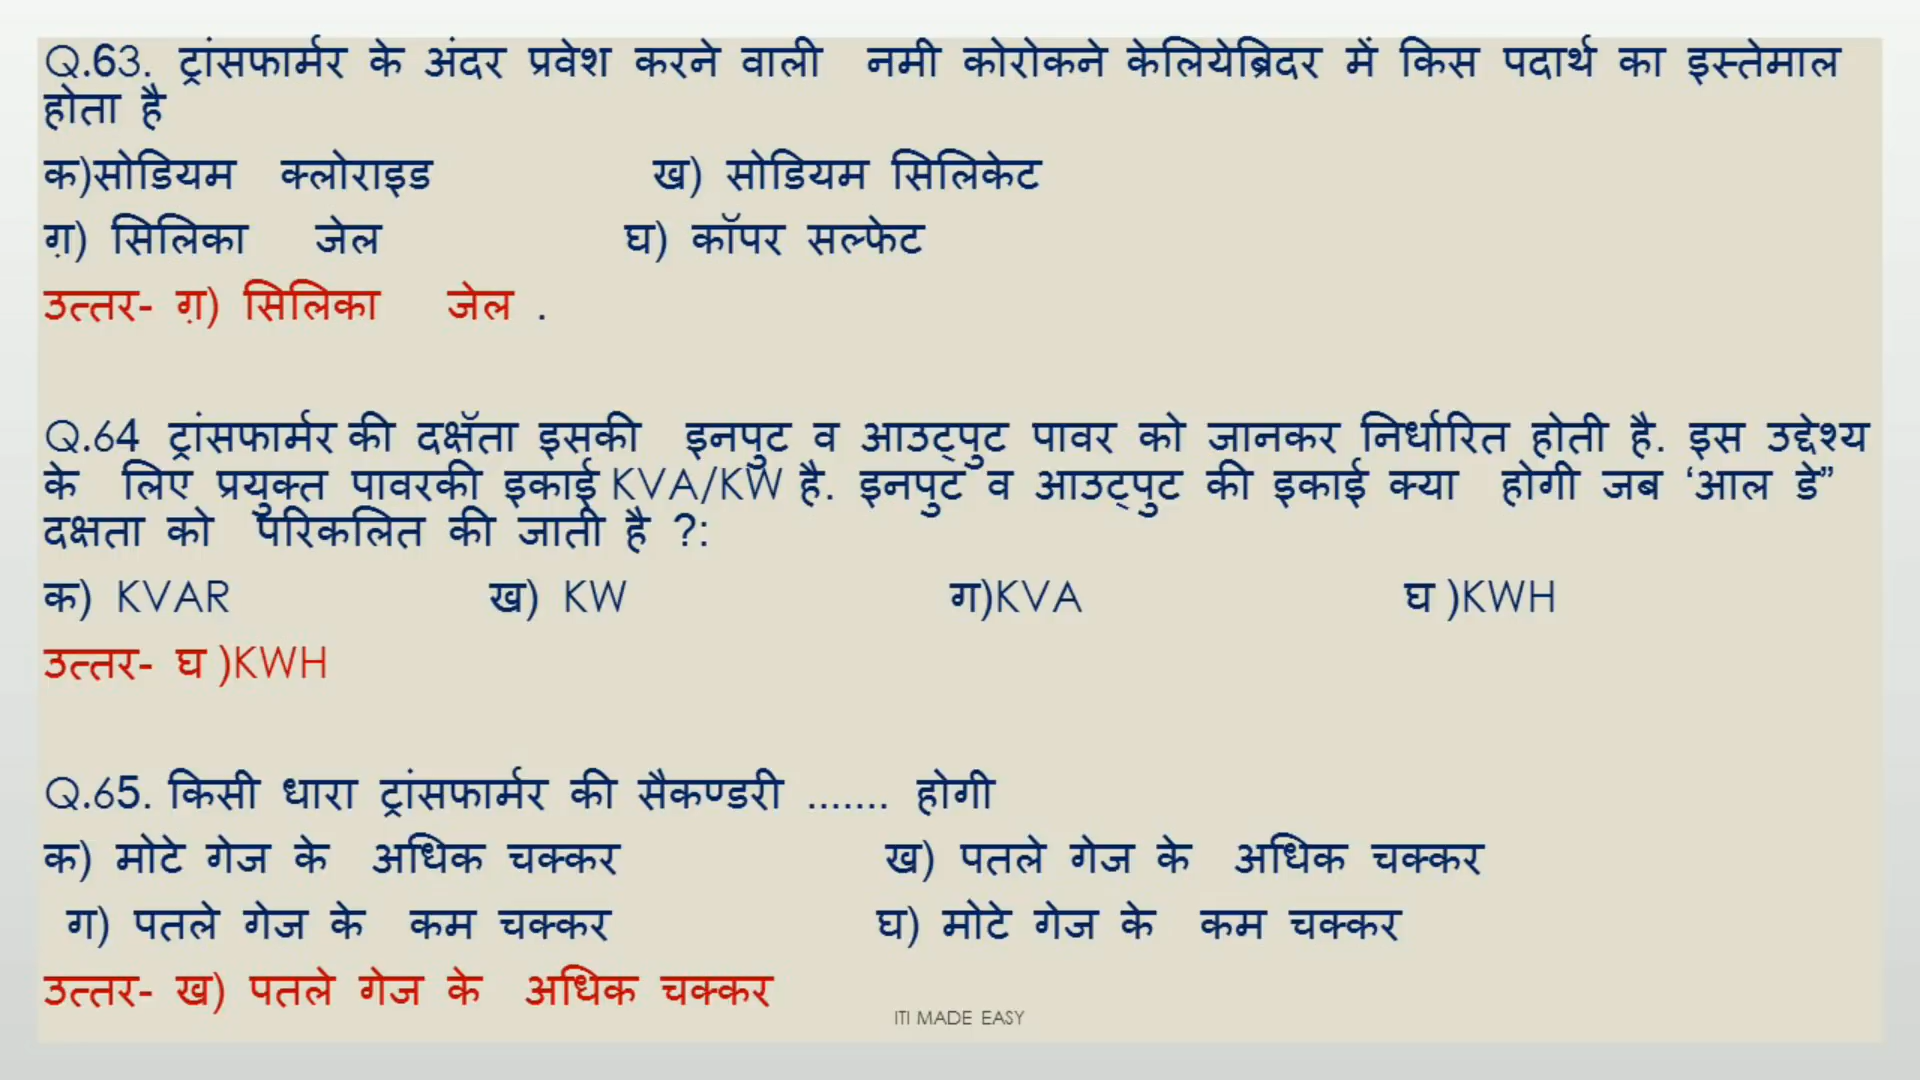 Q.63. ट्रांसफार्मर के अंदर प्रवेश करने वाली नमी कोरोकने केलियेब्रिदर में किस पदार्थ का इस्तेमाल
होता है
क)सोडियम क्लोराइड ख) सोडियम सिलिकेट
ग़) सिलिका जेल घ) कॉपर सल्फेट
उत्तर- ग़) सिलिका जेल .
Q.64 ट्रांसफार्मर की दक्षॅता इसकी इनपुट व आउट्पुट पावर को जानकर निर्धारित होती है. इस उद्देश्य
के लिए प्रयुक्त पावरकी इकाई KVA/KW है. इनपुट व आउट्पुट की इकाई क्या होगी जब ‘आल डे”
दक्षता को परिकलित की जाती है ?:
क) KVAR ख) KW ग)KVA घ )KWH
उत्तर- घ )KWH
Q.65. किसी धारा ट्रांसफार्मर की सैकण्डरी ....... होगी
क) मोटे गेज के अधिक चक्कर ख) पतले गेज के अधिक चक्कर
ग) पतले गेज के कम चक्कर घ) मोटे गेज के कम चक्कर
उत्तर- ख) पतले गेज के अधिक चक्कर
ITI MADE EASY